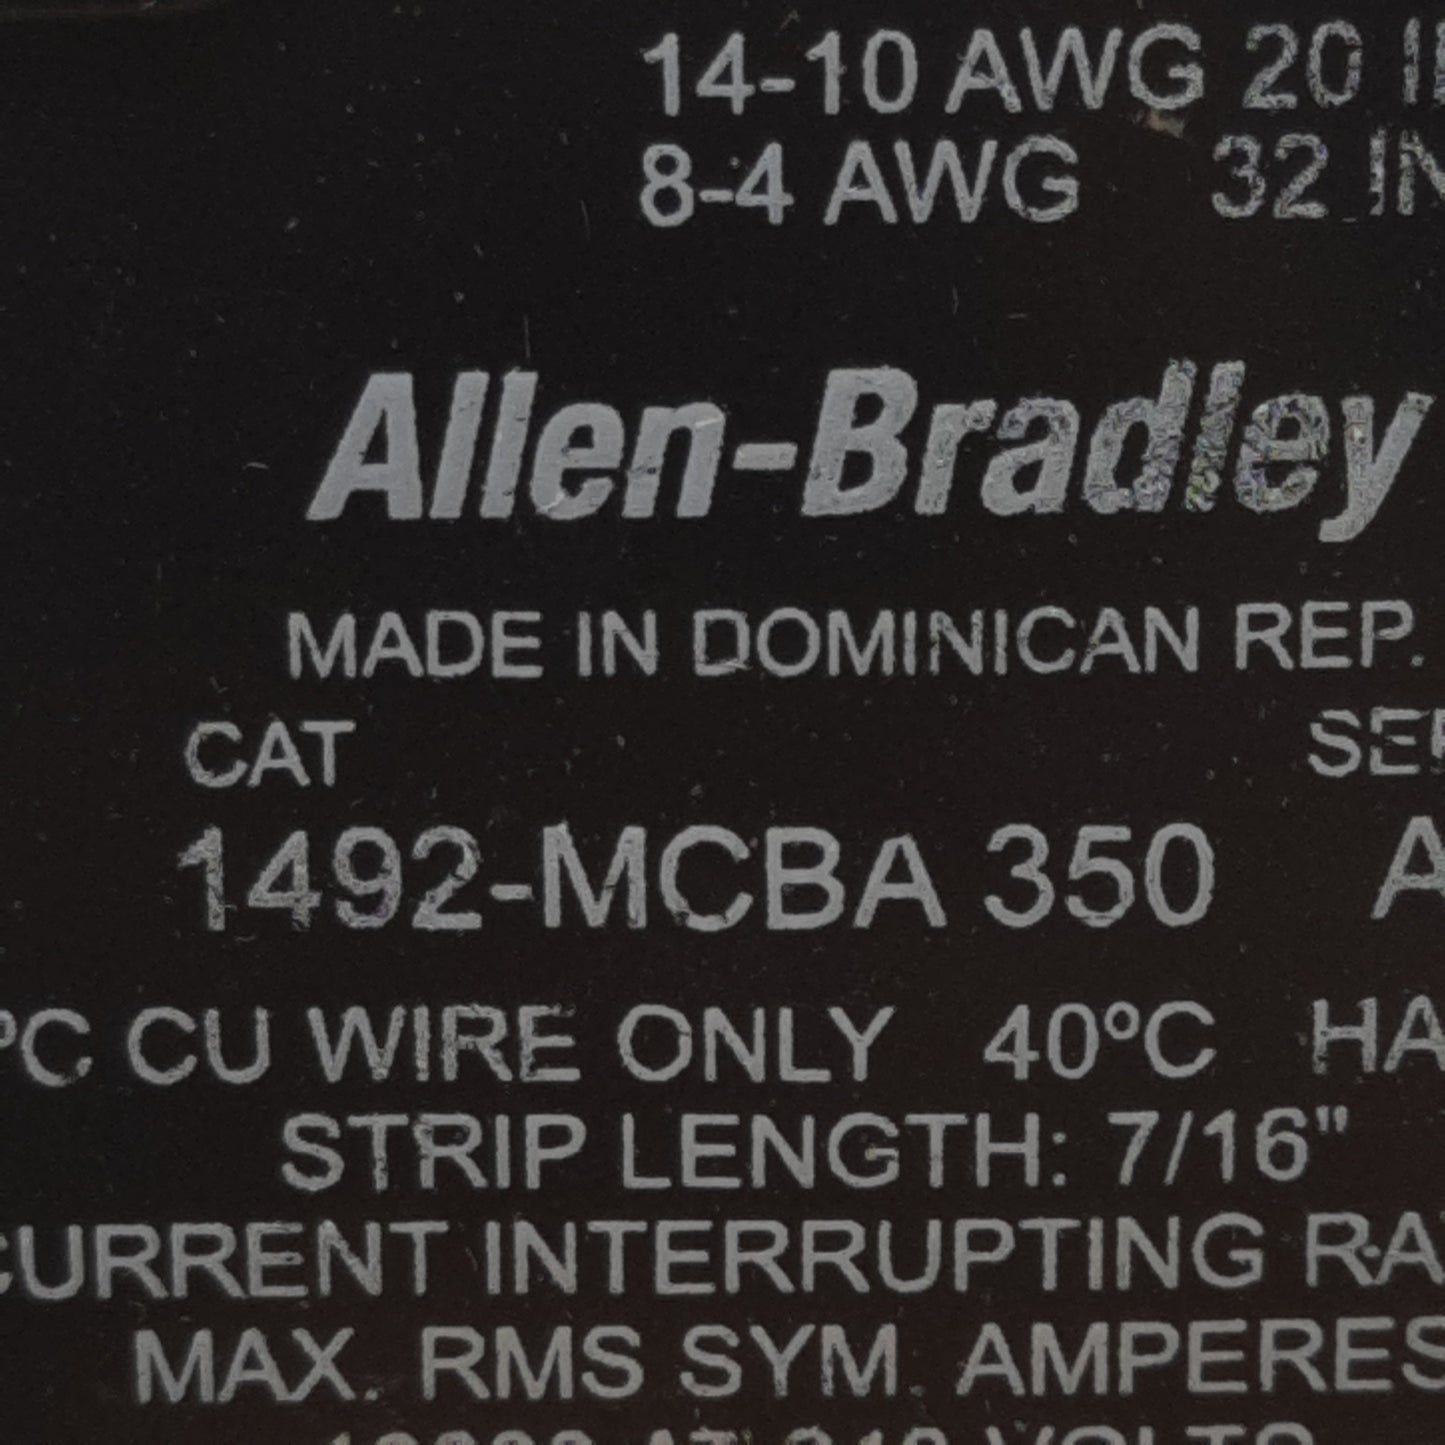 14-10 AWG 20
8-4 AWG 32
Allen-Bradley
MADE IN DOMINICAN REP.
CAT
1492-MCBA 350 A
CU WIRE ONLY 40ºC
STRIP LENGTH: 7/16"
CURRENT INTERRUPTING
MAX. RMS SYM. AMPERES